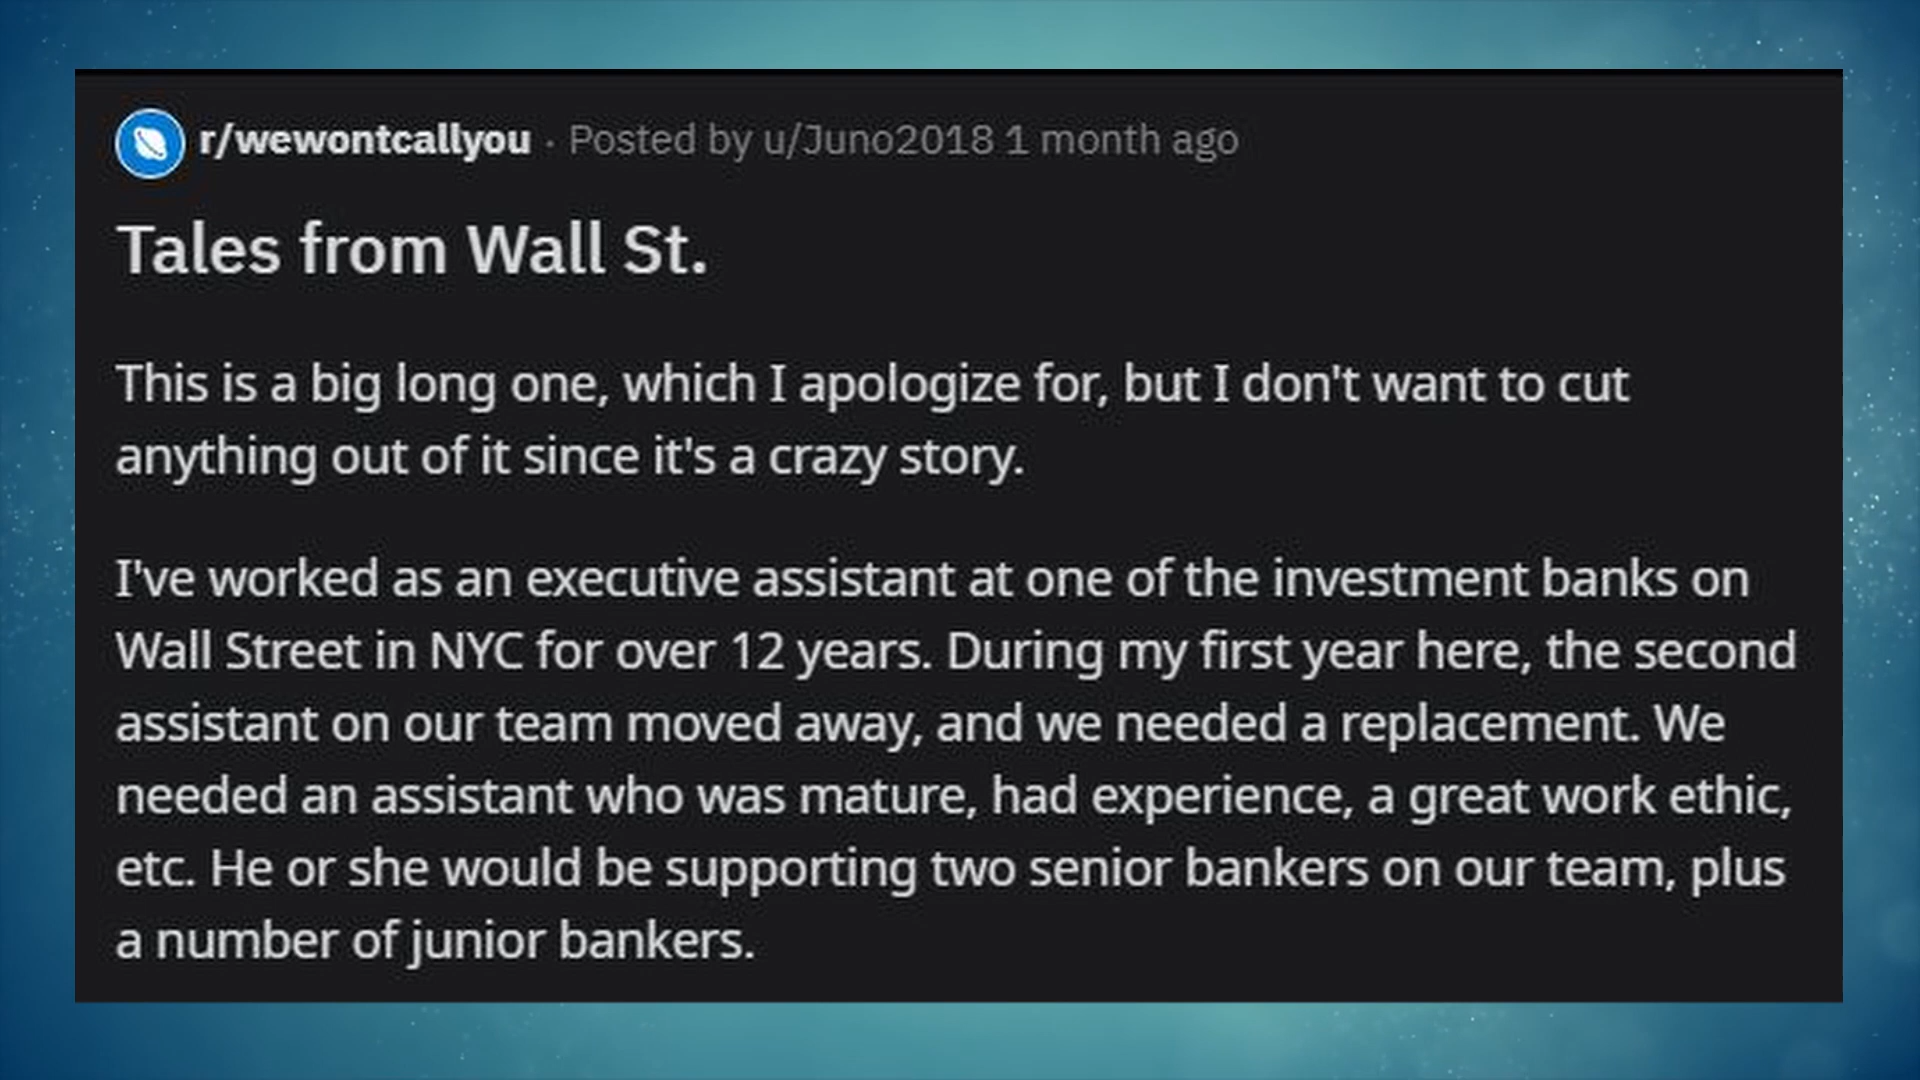 r/wewontcallyou · Posted by u/Juno2018 1 month ago
Tales from Wall St.
This is a big long one, which I apologize for, but I don't want to cut
anything out of it since it's a crazy story.
I've worked as an executive assistant at one of the investment banks on
Wall Street in NYC for over 12 years. During my first year here, the second
assistant on our team moved away, and we needed a replacement. We
needed an assistant who was mature, had experience, a great work ethic,
etc. He or she would be supporting two senior bankers on our team, plus
a number of junior bankers.